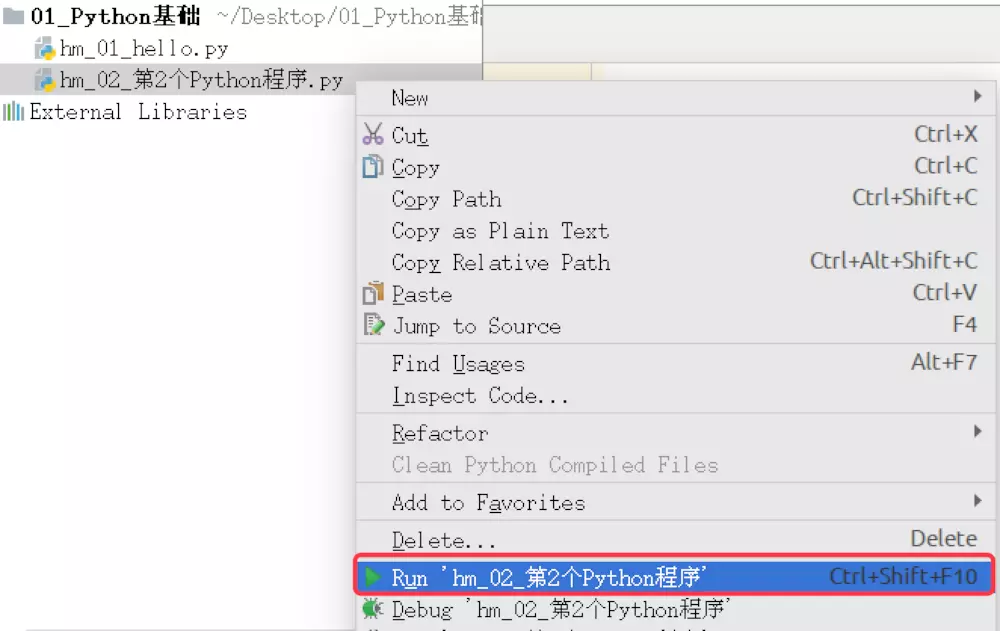 01_Python基础 ~/Desktop/01_Python基础
hm_01_hello.py
hm_02_第2个Python程序.py
External Libraries
New
Cut Ctrl+X
Copy Ctrl+C
Copy Path Ctrl+Shift+C
Copy as Plain Text
Copy Relative Path Ctrl+Alt+Shift+C
Paste Ctrl+V
Jump to Source F4
Find Usages Alt+F7
Inspect Code...
Refactor
Clean Python Compiled Files
Add to Favorites
Delete... Delete
Run 'hm_02_第2个Python程序' Ctrl+Shift+F10
Debug 'hm_02_第2个Python程序'